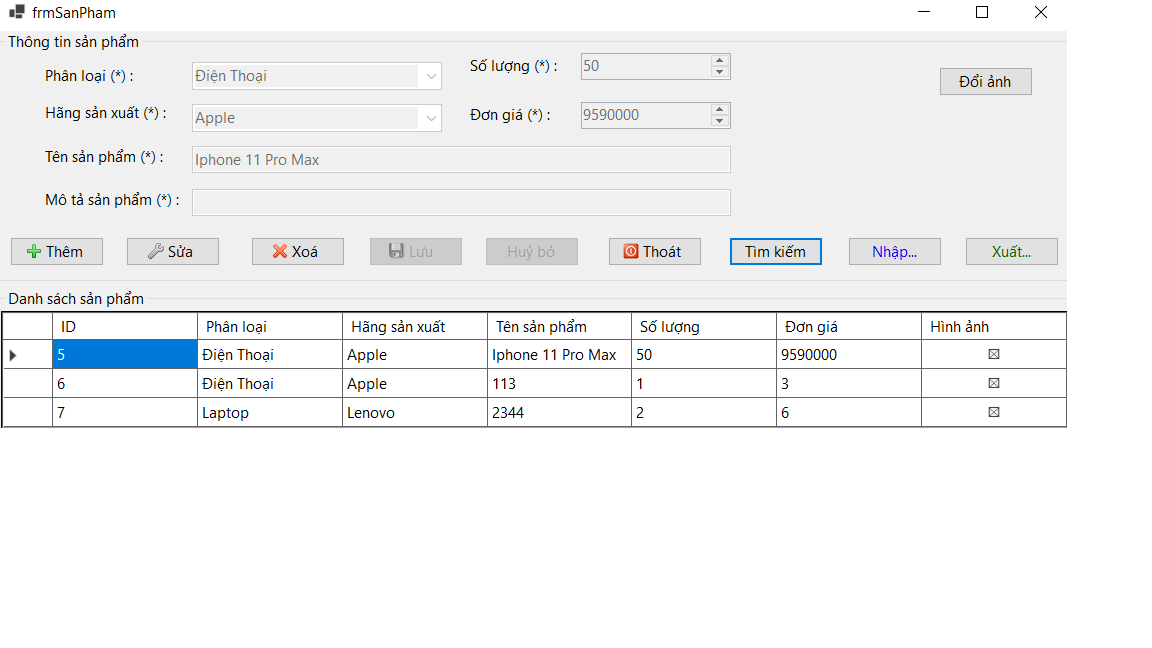 frmSanPham
Thông tin sản phẩm
Phân loại (*) : Điện Thoại Số lượng (*) : 50 Đổi ảnh
Hãng sản xuất (*) : Apple Đơn giá (*) : 9590000
Tên sản phẩm (*) : Iphone 11 Pro Max
Mô tả sản phẩm (*) :
Thêm Sửa Xoá Lưu Huỷ bỏ Thoát Tìm kiếm Nhập... Xuất...
Danh sách sản phẩm
ID Phân loại Hãng sản xuất Tên sản phẩm Số lượng Đơn giá Hình ảnh
5 Điện Thoại Apple Iphone 11 Pro Max 50 9590000
6 Điện Thoại Apple 113 1 3
7 Laptop Lenovo 2344 2 6